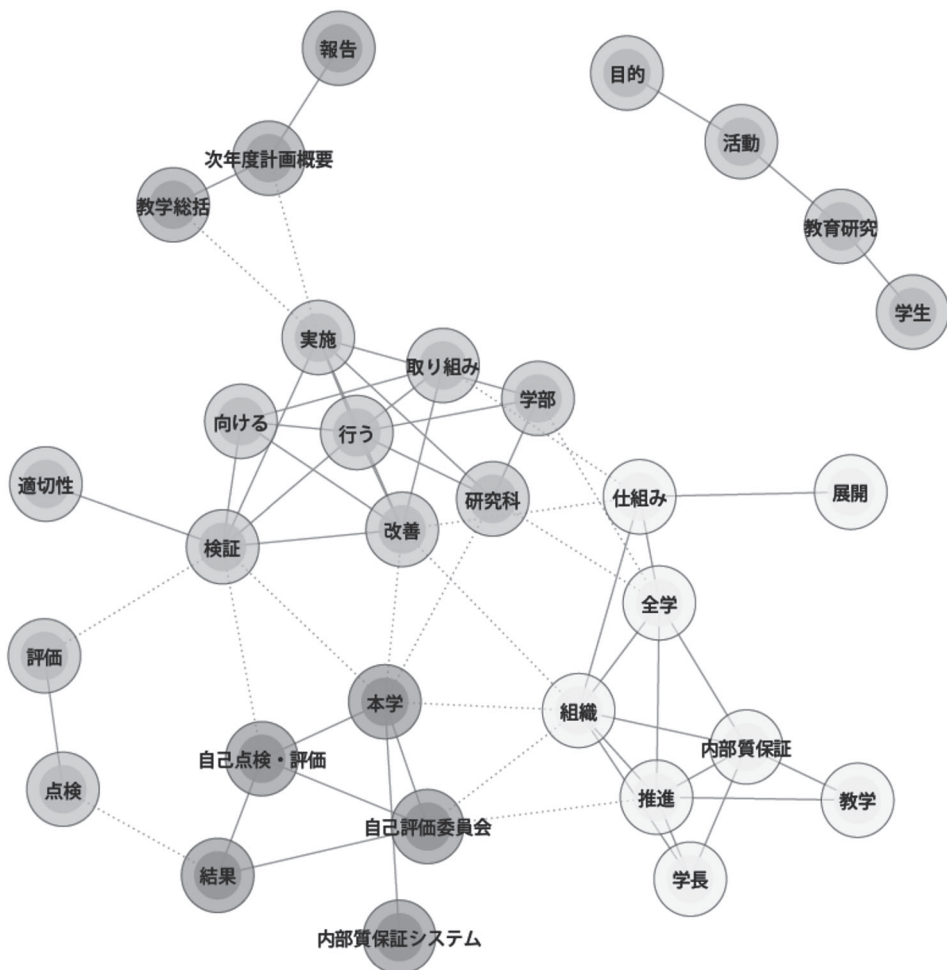 報告
目的
活動
次年度計画概要
教学総括
教育研究
学生
実施
取り組み
学部
向ける
行う
適切性
検証
改善
研究科
仕組み
展開
全学
評価
本学
組織
自己点検・評価
内部質保証
点検
推進
教学
自己評価委員会
結果
学長
内部質保証システム